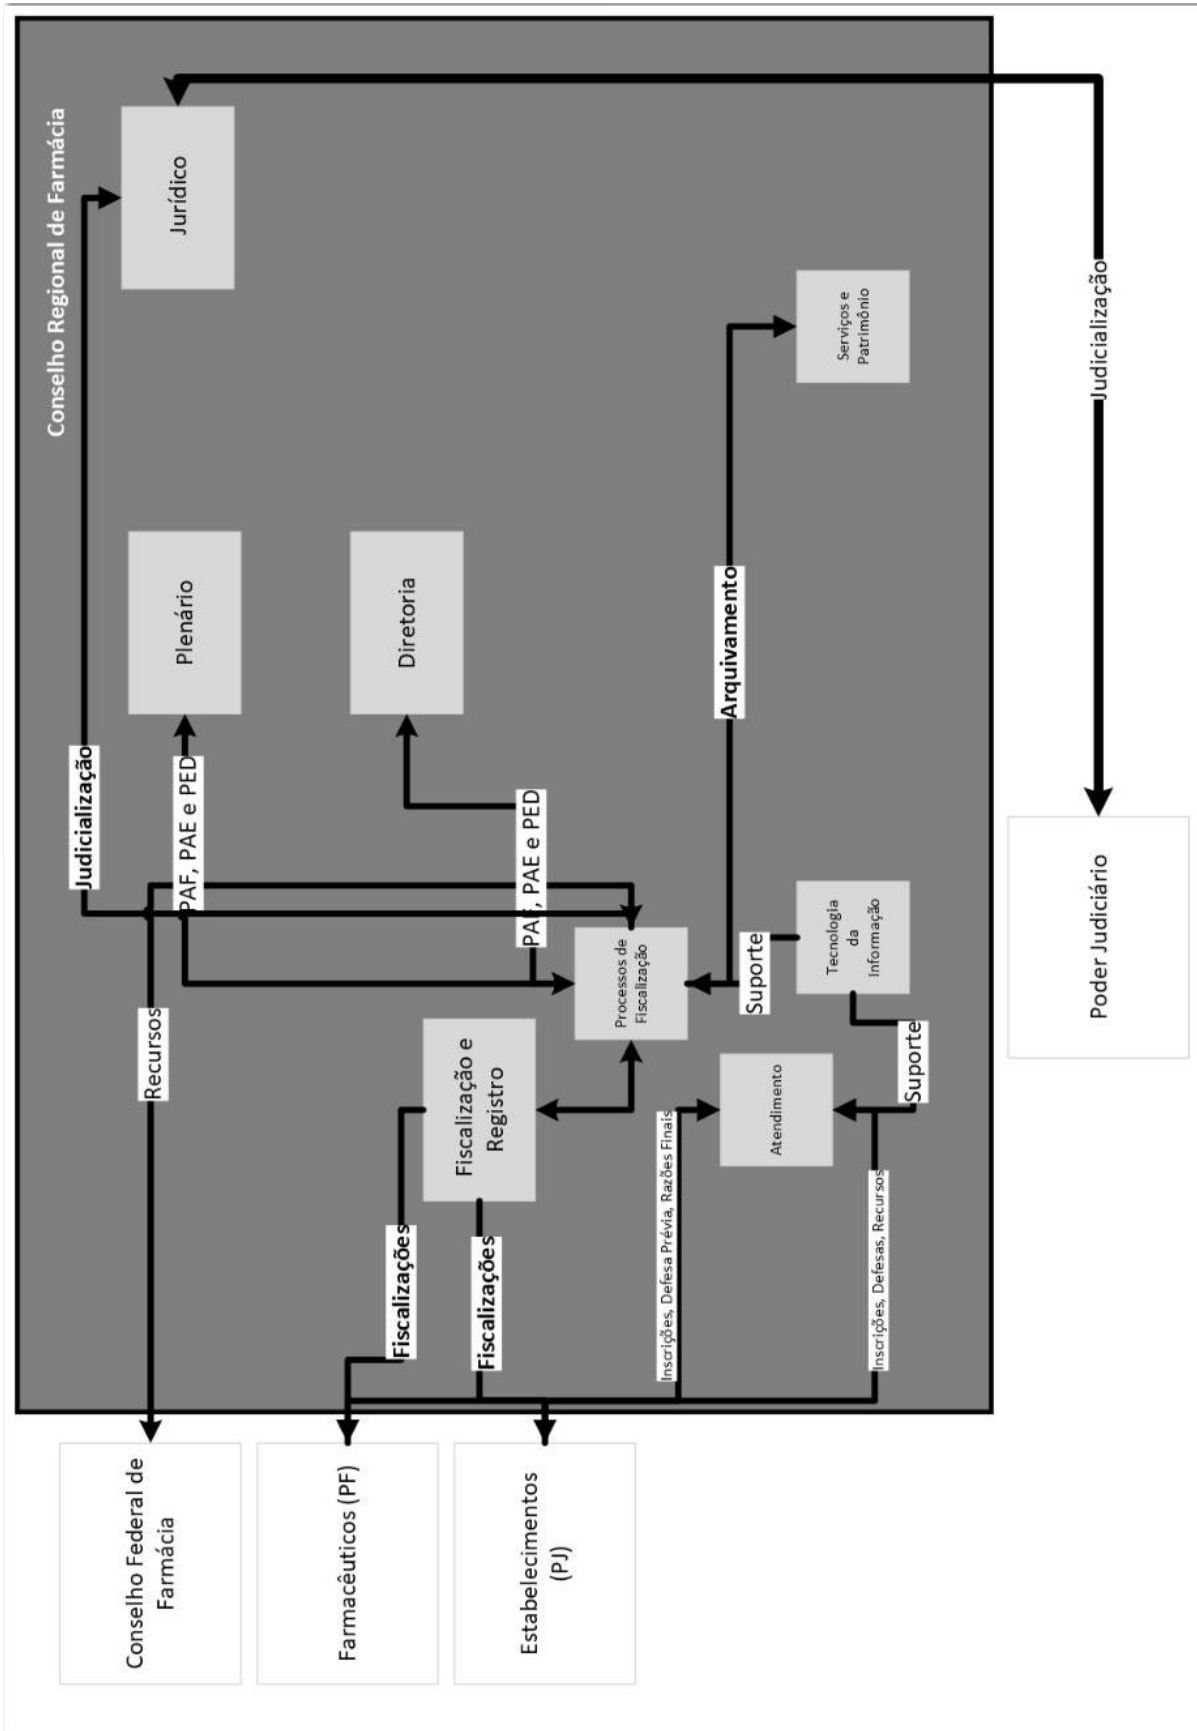 Conselho Regional de Farmácia
Conselho Federal de
Farmácia
Recursos
Judicialização
Jurídico
PAF, PAE e PED
Plenário
Farmacêuticos (PF)
Fiscalizações
Fiscalização e
Registro
Diretoria
Estabelecimentos
(PJ)
Fiscalizações
PAF, PAE e PED
Processos de
Fiscalização
Inscrições, Defesa Prévia, Razões Finais
Atendimento
Suporte
Arquivamento
Tecnologia
da
Informação
Serviços e
Patrimônio
Inscrições, Defesas, Recursos
Suporte
Poder Judiciário
Judicialização